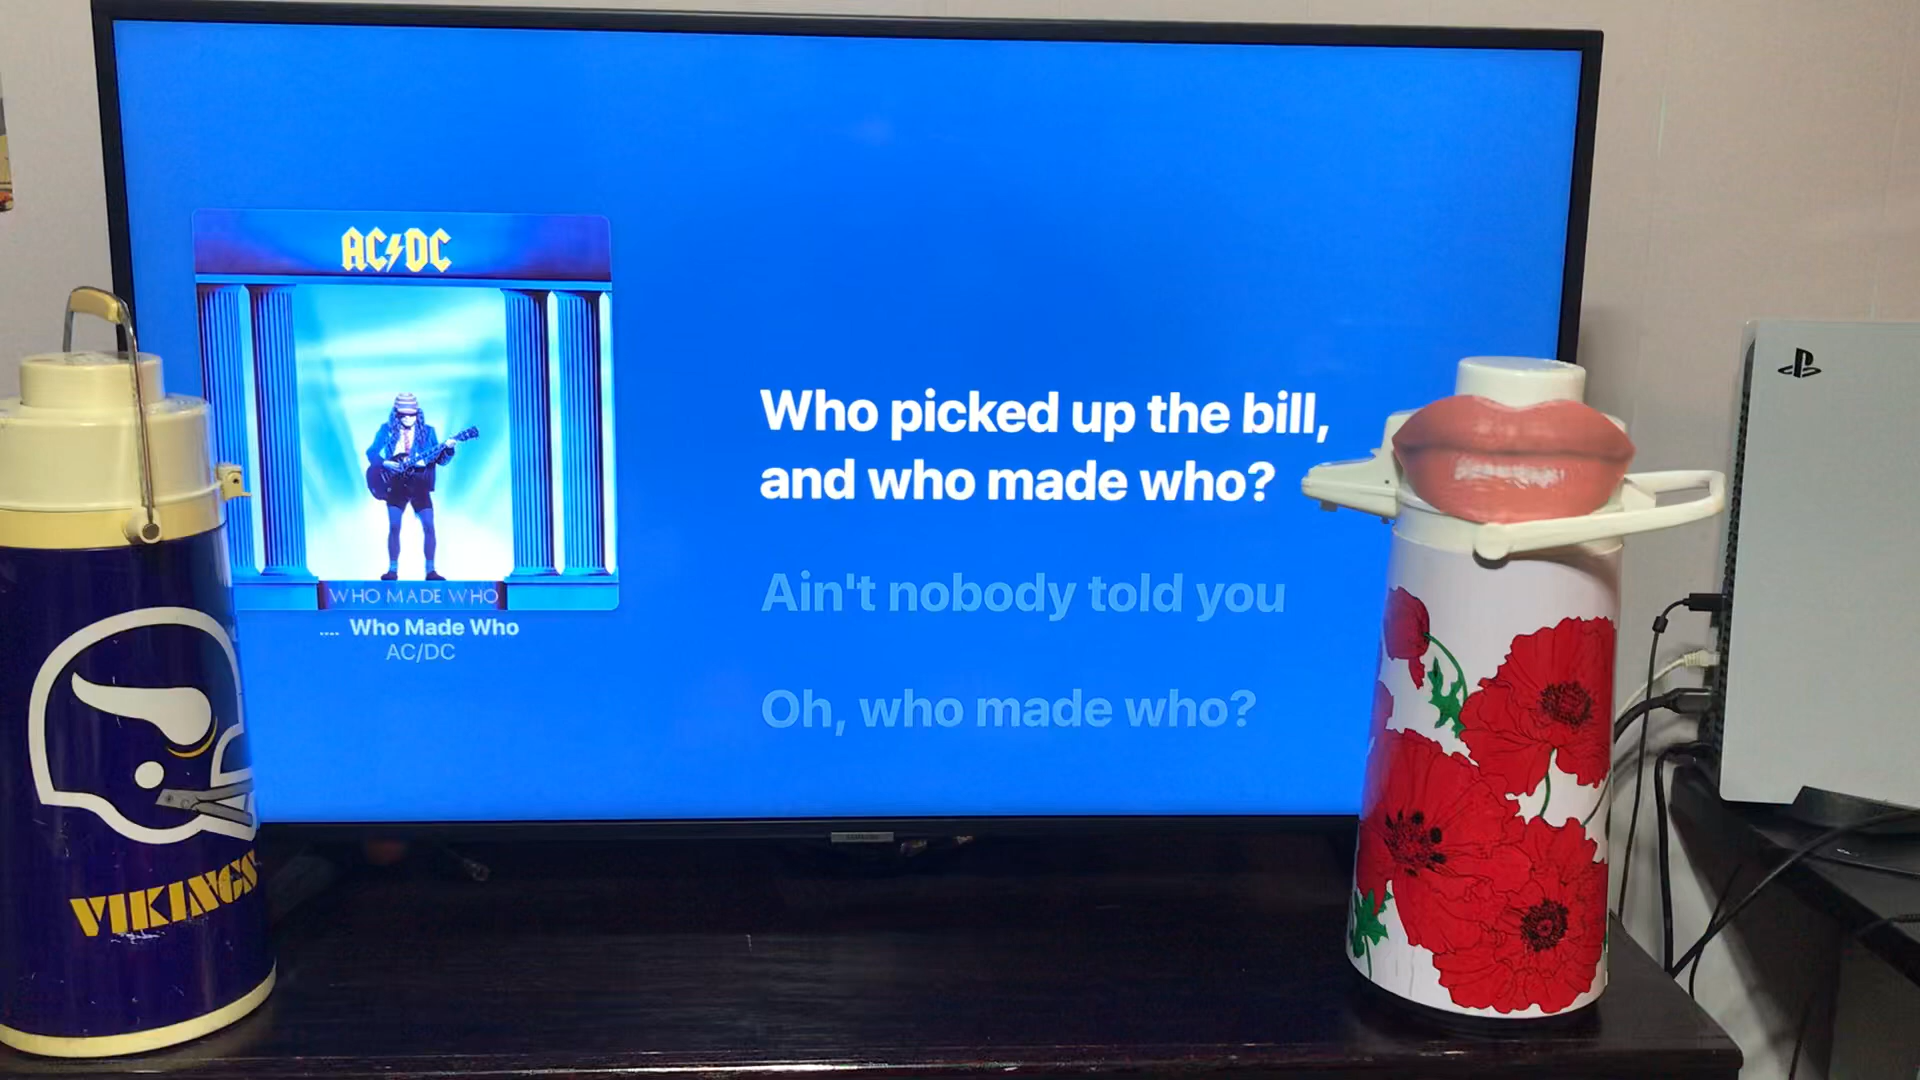 AC⚡DC
WHO MADE WHO
.... Who Made Who
AC/DC
Who picked up the bill,
and who made who?
Ain't nobody told you
Oh, who made who?
VIKINGS